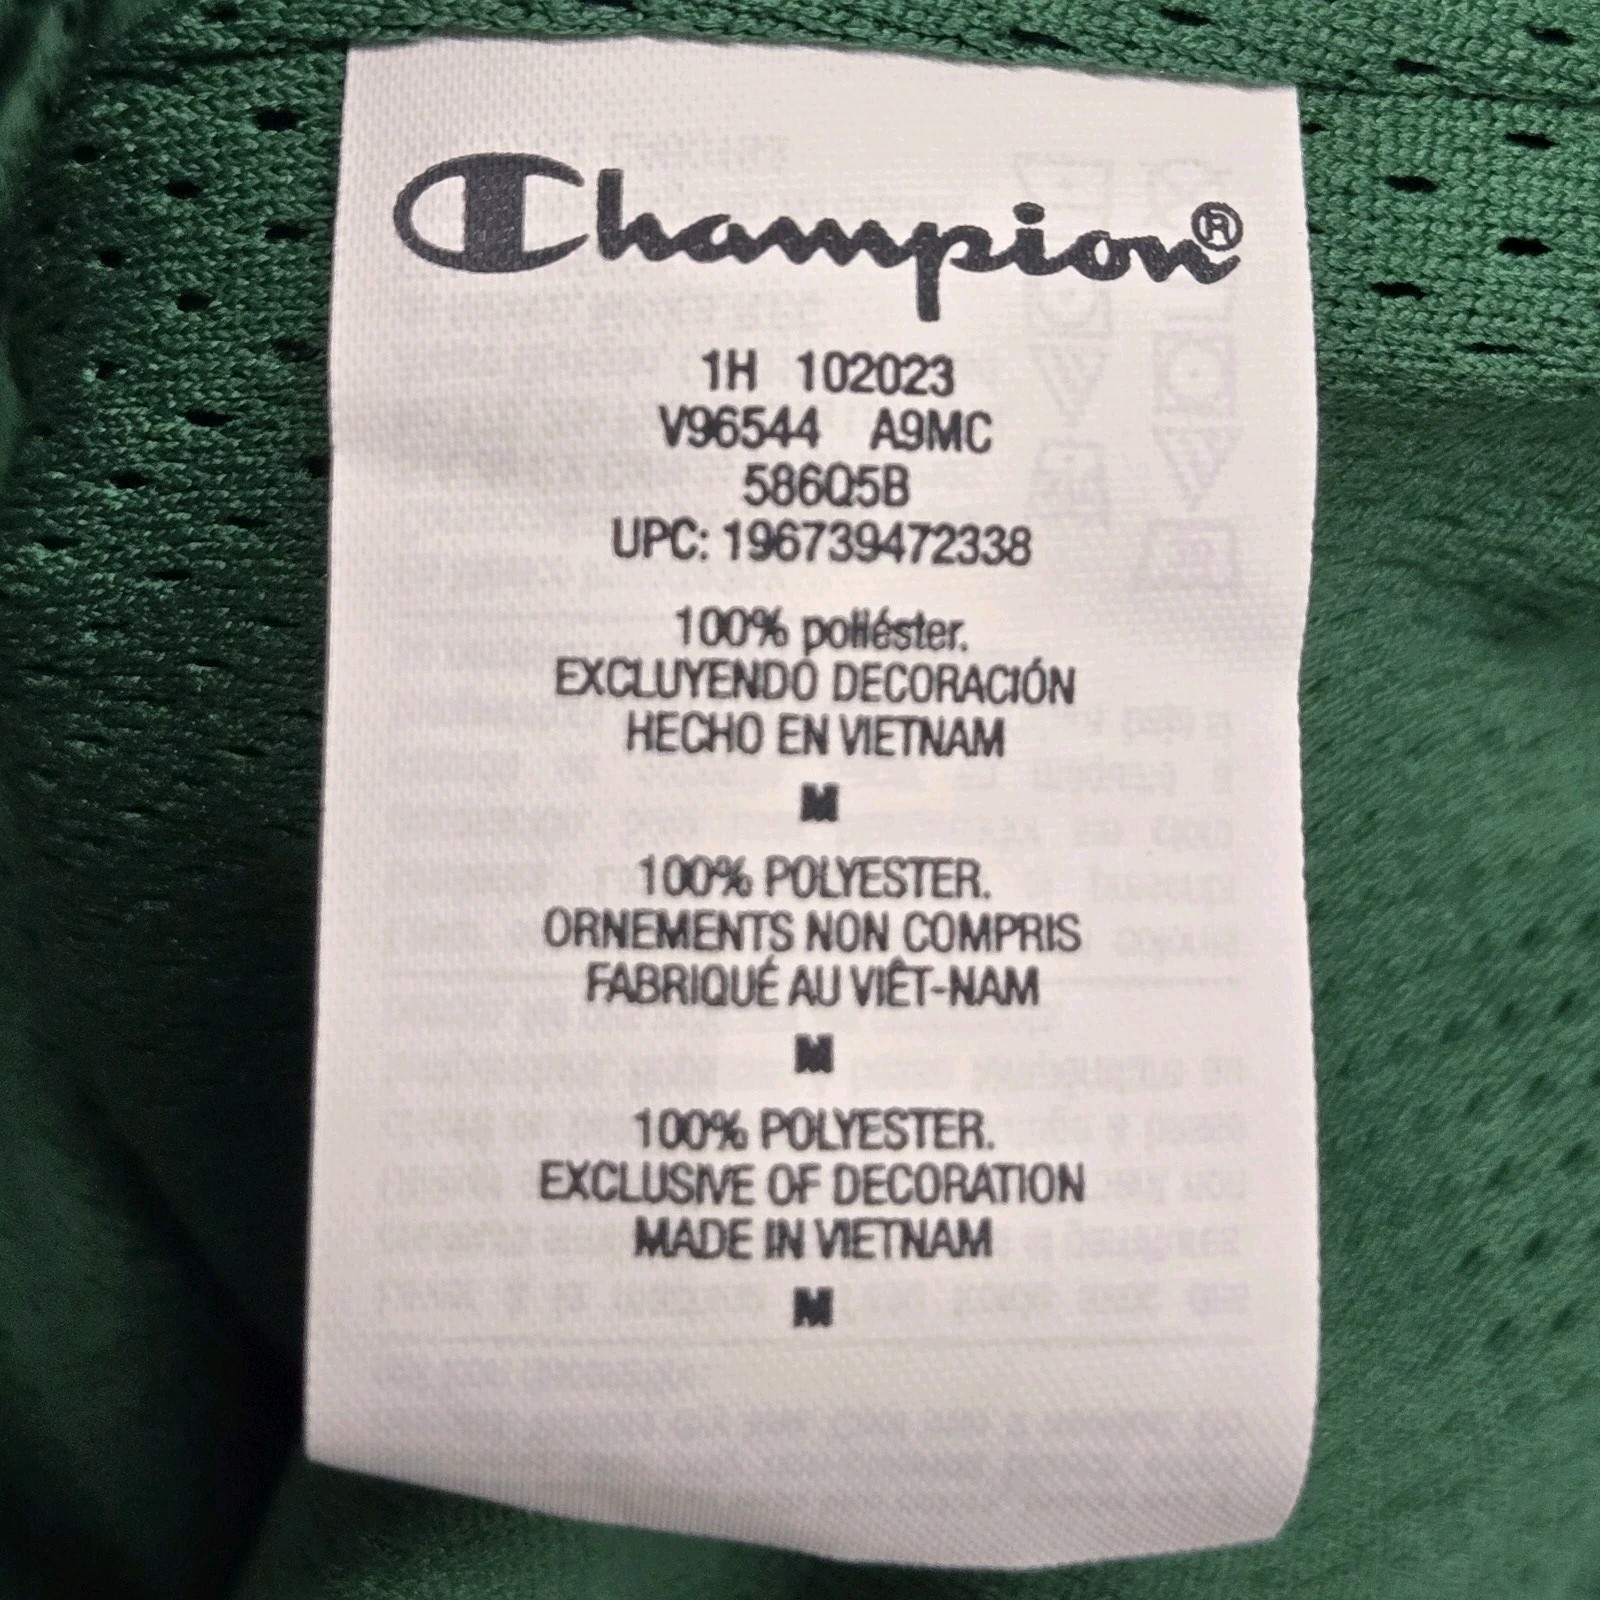 Champion®
1H 102023
V96544 A9MC
586Q5B
UPC: 196739472338
100% poliéster.
EXCLUYENDO DECORACIÓN
HECHO EN VIETNAM
M
100% POLYESTER.
ORNEMENTS NON COMPRIS
FABRIQUÉ AU VIÊT-NAM
M
100% POLYESTER.
EXCLUSIVE OF DECORATION
MADE IN VIETNAM
M